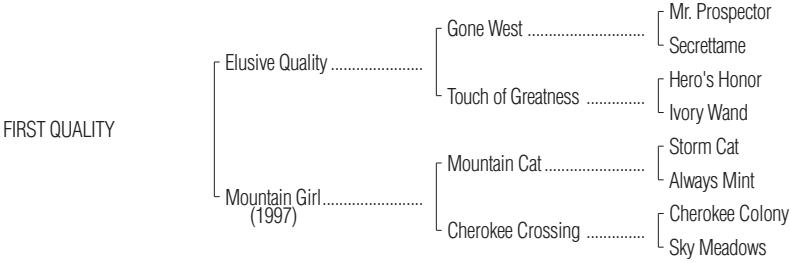 Mr. Prospector
Gone West ..........................
Secrettame
Elusive Quality .....................
Hero's Honor
Touch of Greatness .............
Ivory Wand
FIRST QUALITY
Storm Cat
Mountain Cat ......................
Always Mint
Mountain Girl.......................
(1997)
Cherokee Colony
Cherokee Crossing .............
Sky Meadows